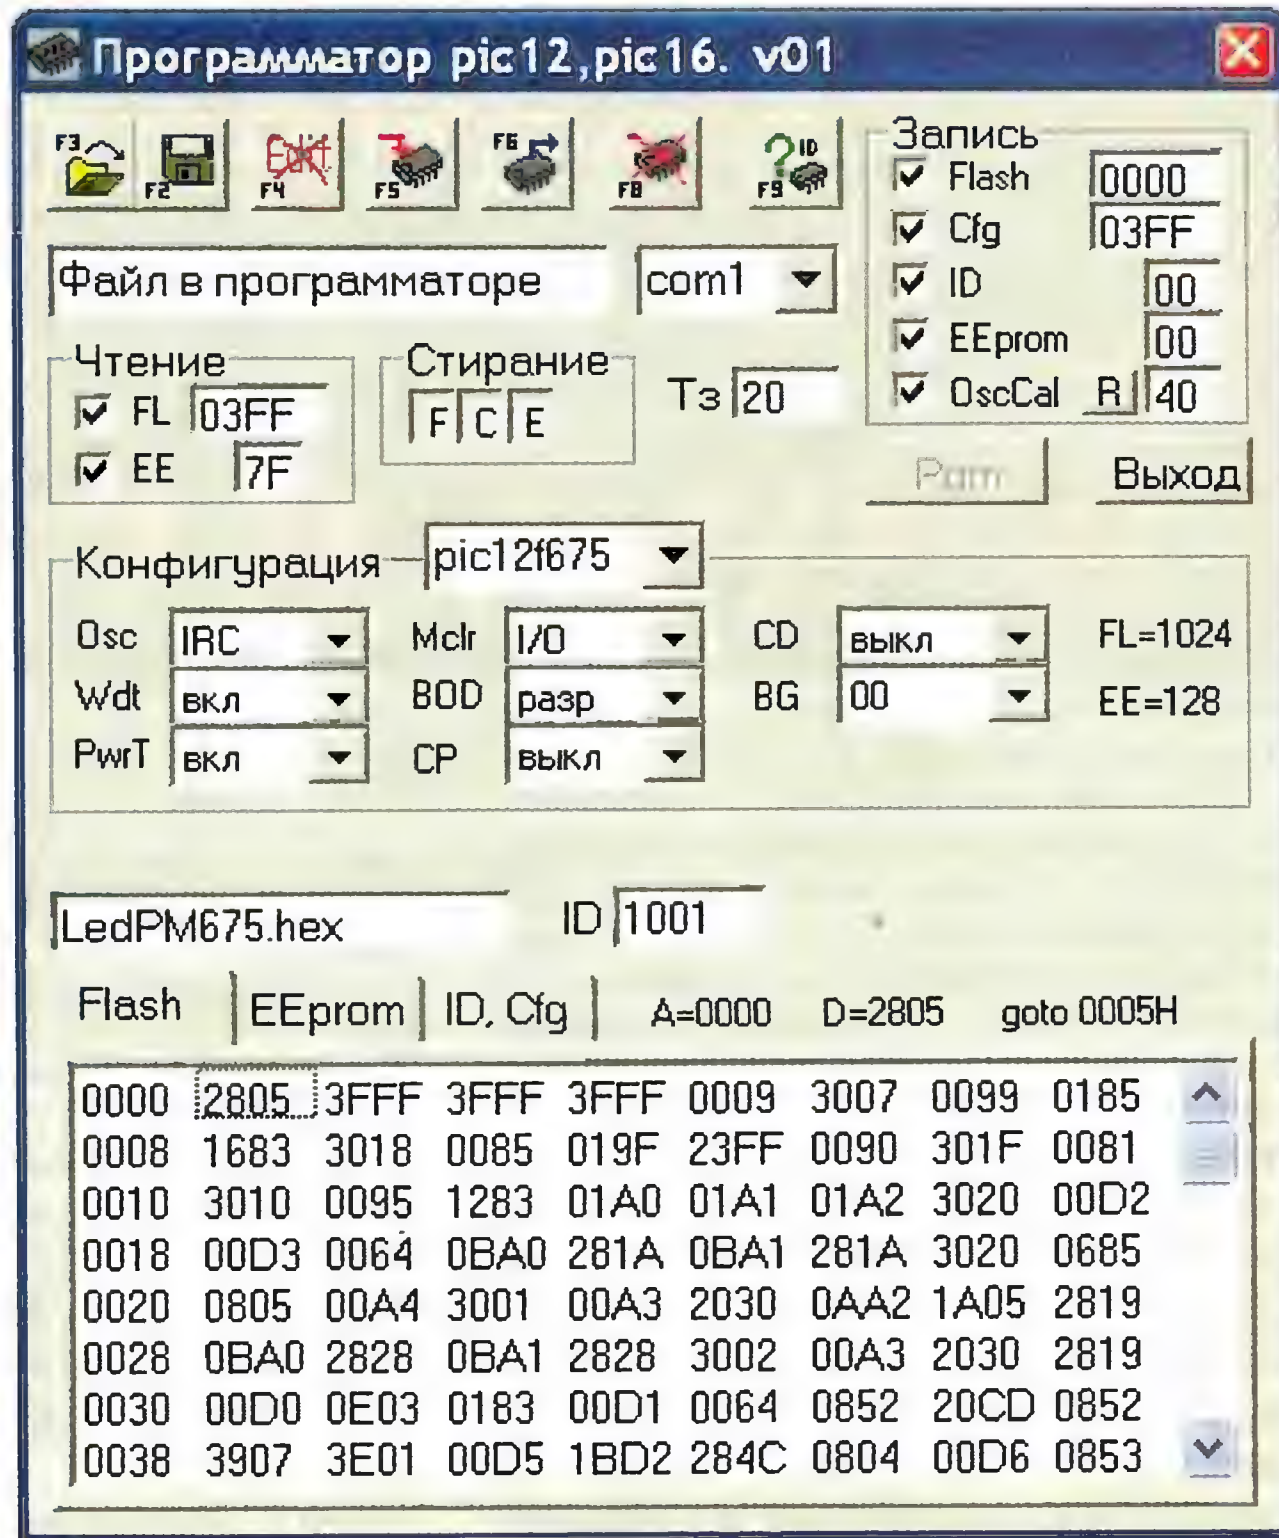 Программатор pic12,pic16. v01
F3 F2 Edit F4 F5 F6 F8 ? ID F9
Запись
Flash 0000
Cfg 03FF
ID 00
EEprom 00
OscCal R 40
Файл в программаторе com1
Чтение
FL 03FF
EE 7F
Стирание
F C E
Tз 20
Pgm Выход
Конфигурация pic12f675
Osc IRC Mclr I/O CD выкл FL=1024
Wdt вкл BOD разр BG 00 EE=128
PwrT вкл CP выкл
LedPM675.hex ID 1001
Flash EEprom ID, Cfg A=0000 D=2805 goto 0005H
0000 2805 3FFF 3FFF 3FFF 0009 3007 0099 0185
0008 1683 3018 0085 019F 23FF 0090 301F 0081
0010 3010 0095 1283 01A0 01A1 01A2 3020 00D2
0018 00D3 0064 0BA0 281A 0BA1 281A 3020 0685
0020 0805 00A4 3001 00A3 2030 0AA2 1A05 2819
0028 0BA0 2828 0BA1 2828 3002 00A3 2030 2819
0030 00D0 0E03 0183 00D1 0064 0852 20CD 0852
0038 3907 3E01 00D5 1BD2 284C 0804 00D6 0853